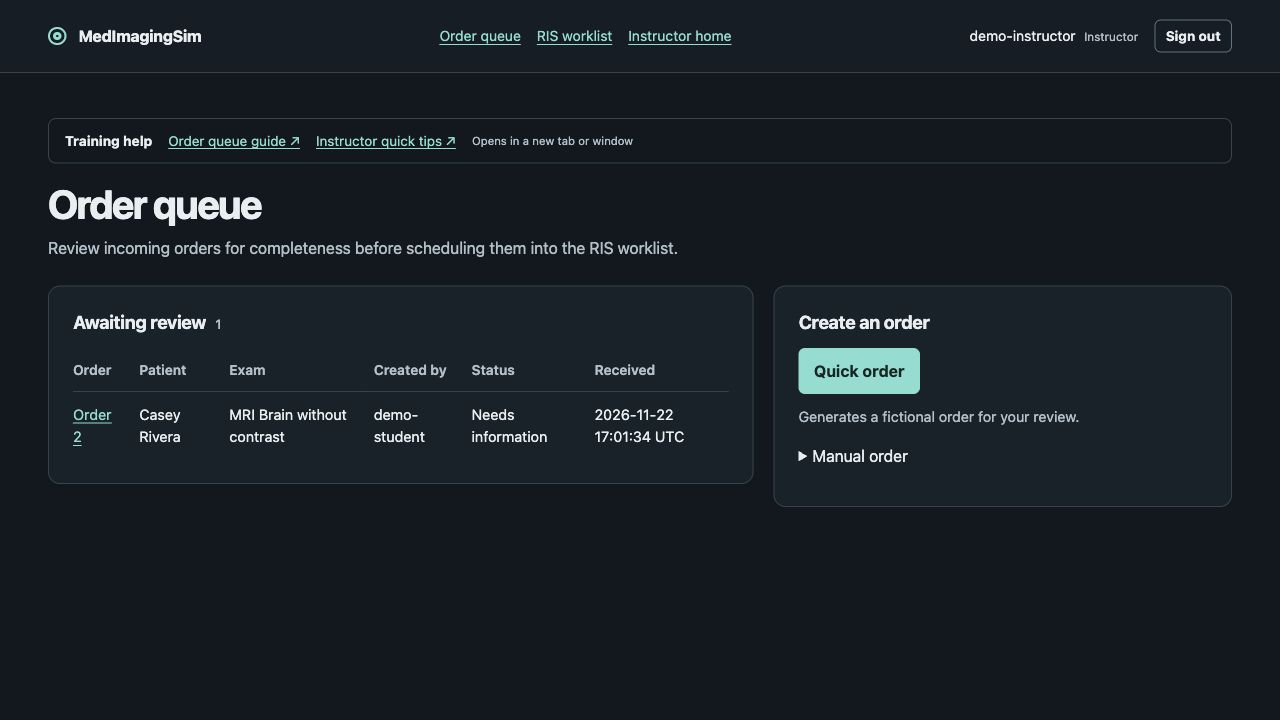 MedImagingSim
Order queue RIS worklist Instructor home
demo-instructor Instructor Sign out
Training help Order queue guide ↗ Instructor quick tips ↗ Opens in a new tab or window
Order queue
Review incoming orders for completeness before scheduling them into the RIS worklist.
Awaiting review 1
Order Patient Exam Created by Status Received
Order Casey MRI Brain without demo- Needs 2026-11-22
2 Rivera contrast student information 17:01:34 UTC
Create an order
Quick order
Generates a fictional order for your review.
Manual order